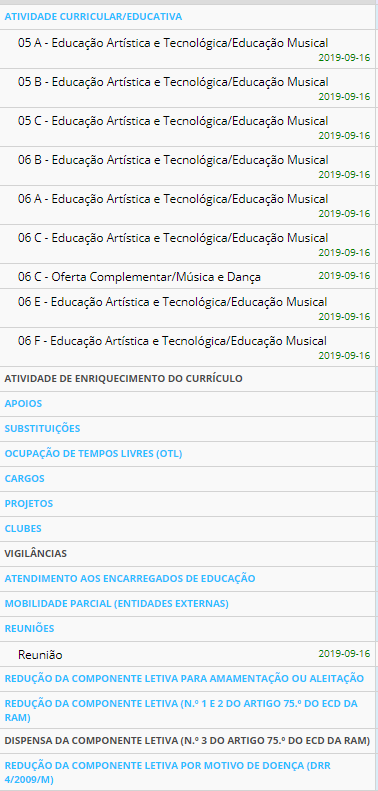 ATIVIDADE CURRICULAR/EDUCATIVA
05 A - Educação Artística e Tecnológica/Educação Musical
2019-09-16
05 B - Educação Artística e Tecnológica/Educação Musical
2019-09-16
05 C - Educação Artística e Tecnológica/Educação Musical
2019-09-16
06 B - Educação Artística e Tecnológica/Educação Musical
2019-09-16
06 A - Educação Artística e Tecnológica/Educação Musical
2019-09-16
06 C - Educação Artística e Tecnológica/Educação Musical
2019-09-16
06 C - Oferta Complementar/Música e Dança 2019-09-16
06 E - Educação Artística e Tecnológica/Educação Musical
2019-09-16
06 F - Educação Artística e Tecnológica/Educação Musical
2019-09-16
ATIVIDADE DE ENRIQUECIMENTO DO CURRÍCULO
APOIOS
SUBSTITUIÇÕES
OCUPAÇÃO DE TEMPOS LIVRES (OTL)
CARGOS
PROJETOS
CLUBES
VIGILÂNCIAS
ATENDIMENTO AOS ENCARREGADOS DE EDUCAÇÃO
MOBILIDADE PARCIAL (ENTIDADES EXTERNAS)
REUNIÕES
Reunião 2019-09-16
REDUÇÃO DA COMPONENTE LETIVA PARA AMAMENTAÇÃO OU ALEITAÇÃO
REDUÇÃO DA COMPONENTE LETIVA (N.º 1 E 2 DO ARTIGO 75.º DO ECD DA
RAM)
DISPENSA DA COMPONENTE LETIVA (N.º 3 DO ARTIGO 75.º DO ECD DA RAM)
REDUÇÃO DA COMPONENTE LETIVA POR MOTIVO DE DOENÇA (DRR
4/2009/M)